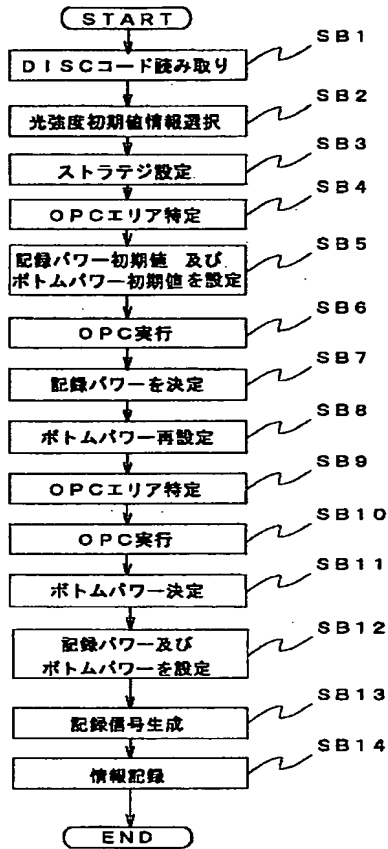 START
SB1
DISCコード読み取り
SB2
光強度初期値情報選択
SB3
ストラテジ設定
SB4
OPCエリア特定
SB5
記録パワー初期値 及び
ボトムパワー初期値を設定
SB6
OPC実行
SB7
記録パワーを決定
SB8
ボトムパワー再設定
SB9
OPCエリア特定
SB10
OPC実行
SB11
ボトムパワー決定
SB12
記録パワー及び
ボトムパワーを設定
SB13
記録信号生成
SB14
情報記録
END